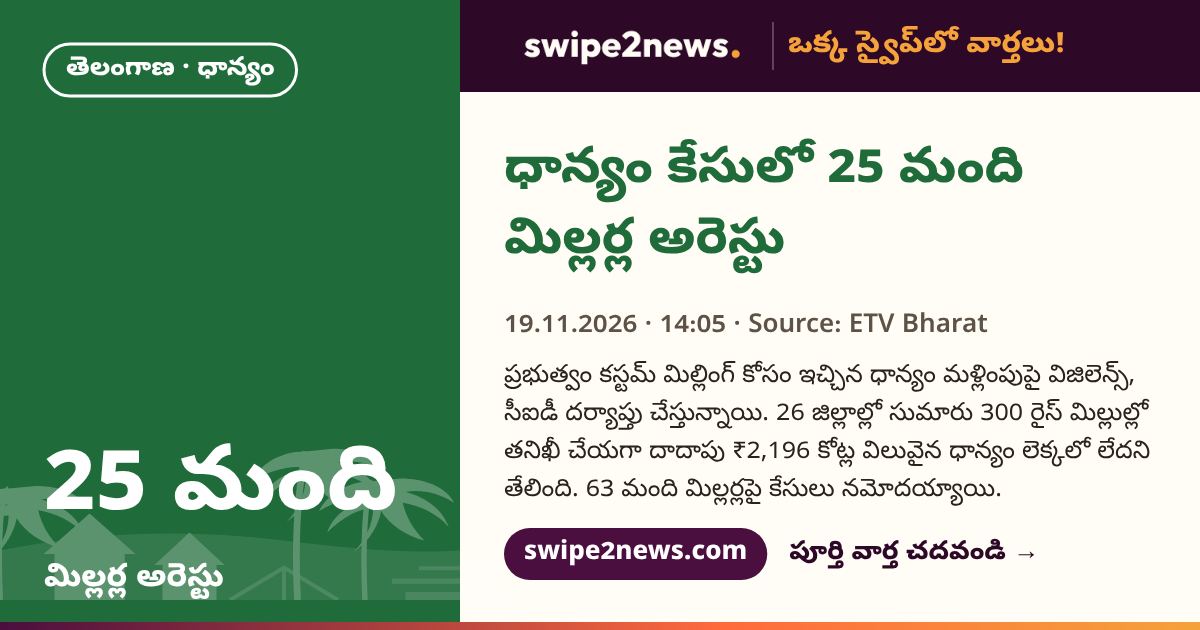 తెలంగాణ · ధాన్యం
25 మంది
మిల్లర్ల అరెస్టు
swipe2news. ఒక్క స్వైప్‌లో వార్తలు!
ధాన్యం కేసులో 25 మంది
మిల్లర్ల అరెస్టు
19.11.2026 · 14:05 · Source: ETV Bharat
ప్రభుత్వం కస్టమ్ మిల్లింగ్ కోసం ఇచ్చిన ధాన్యం మళ్లింపుపై విజిలెన్స్,
సీఐడీ దర్యాప్తు చేస్తున్నాయి. 26 జిల్లాల్లో సుమారు 300 రైస్ మిల్లుల్లో
తనిఖీ చేయగా దాదాపు ₹2,196 కోట్ల విలువైన ధాన్యం లెక్కలో లేదని
తేలింది. 63 మంది మిల్లర్లపై కేసులు నమోదయ్యాయి.
swipe2news.com పూర్తి వార్త చదవండి →